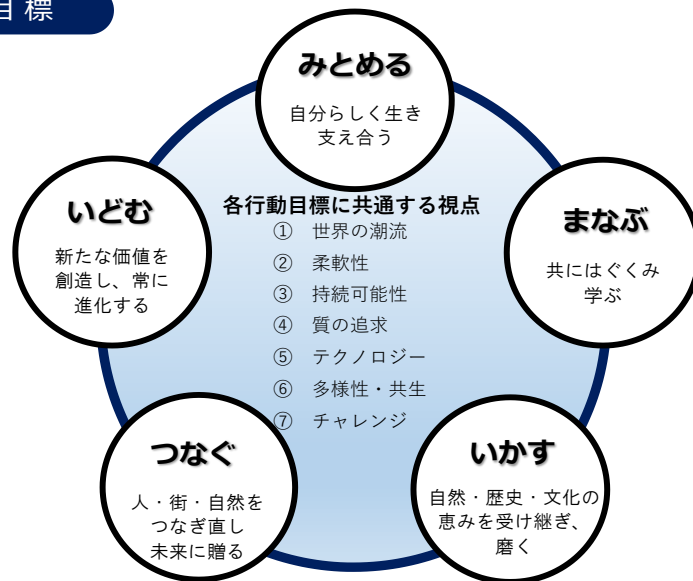 目標
みとめる
自分らしく生き
支え合う
いどむ
新たな価値を
創造し、常に
進化する
各行動目標に共通する視点
① 世界の潮流
② 柔軟性
③ 持続可能性
④ 質の追求
⑤ テクノロジー
⑥ 多様性・共生
⑦ チャレンジ
まなぶ
共にはぐくみ
学ぶ
つなぐ
人・街・自然を
つなぎ直し
未来に贈る
いかす
自然・歴史・文化の
恵みを受け継ぎ、
磨く